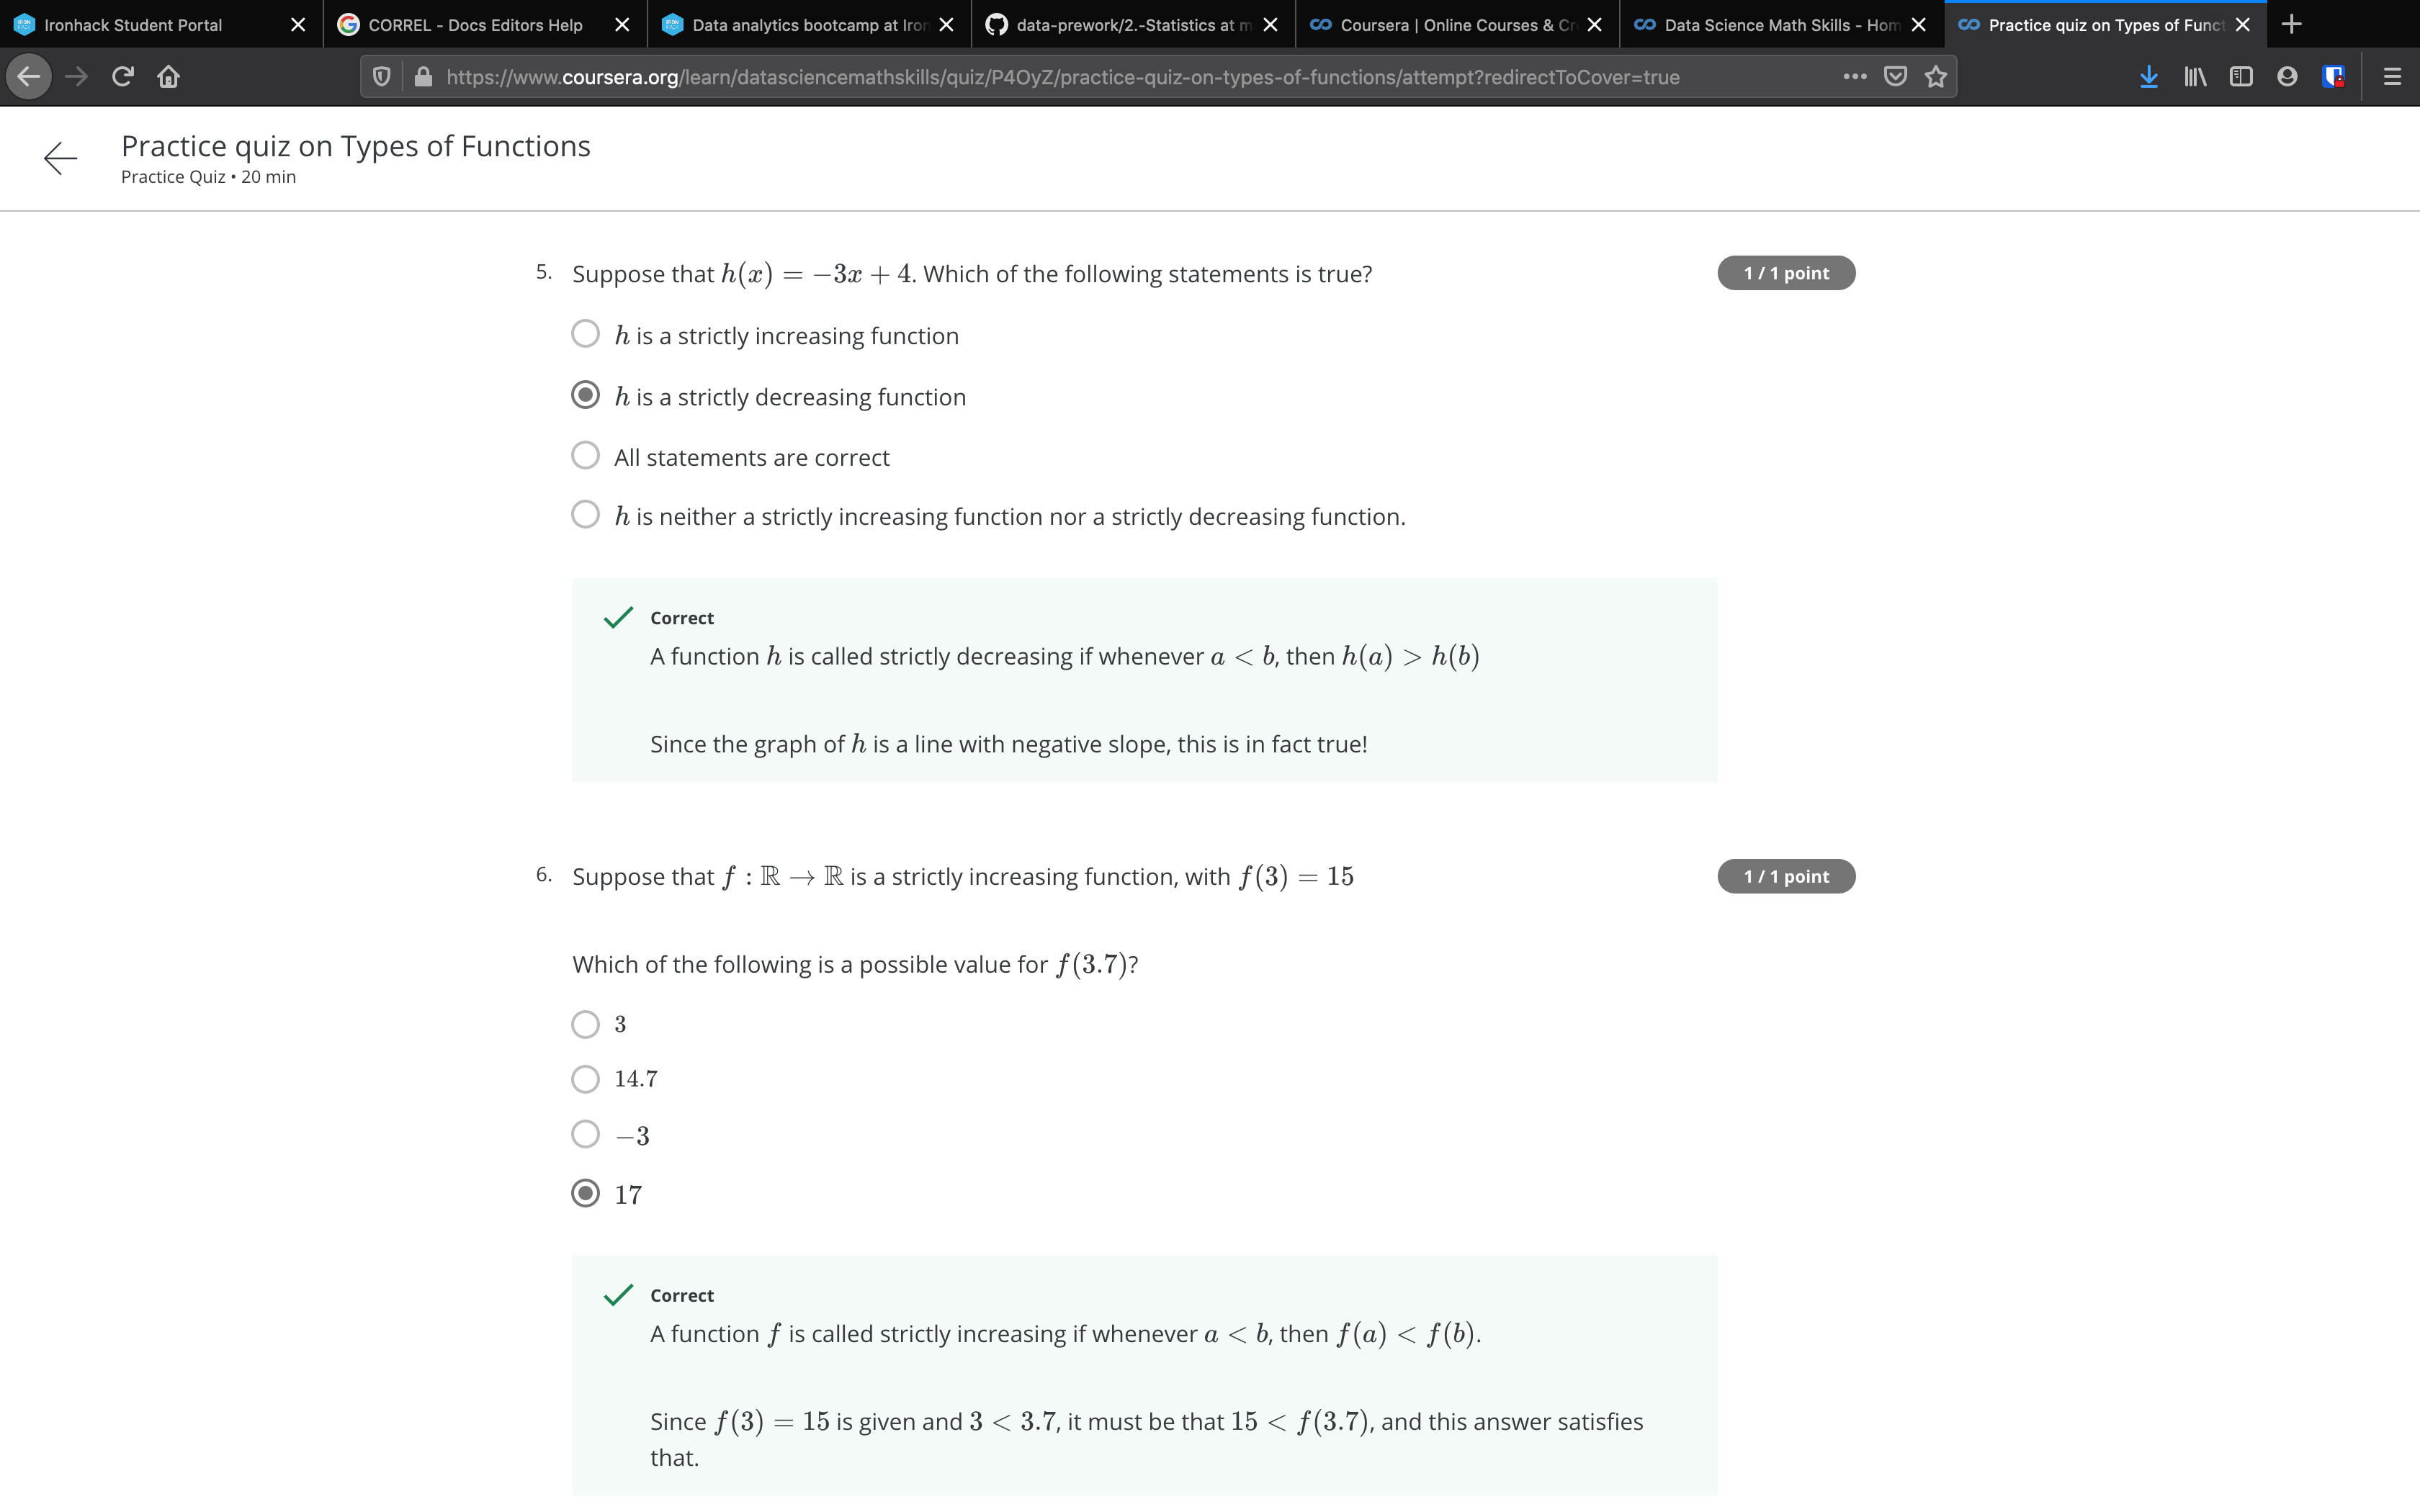 Ironhack Student Portal
CORREL - Docs Editors Help
Data analytics bootcamp at Iron
data-prework/2.-Statistics at m
Coursera | Online Courses & Cr
Data Science Math Skills - Hom
Practice quiz on Types of Funct
https://www.coursera.org/learn/datasciencemathskills/quiz/P4OyZ/practice-quiz-on-types-of-functions/attempt?redirectToCover=true
Practice quiz on Types of Functions
Practice Quiz • 20 min
5. Suppose that h(x) = −3x + 4. Which of the following statements is true?
1 / 1 point
h is a strictly increasing function
h is a strictly decreasing function
All statements are correct
h is neither a strictly increasing function nor a strictly decreasing function.
Correct
A function h is called strictly decreasing if whenever a < b, then h(a) > h(b)
Since the graph of h is a line with negative slope, this is in fact true!
6. Suppose that f : ℝ → ℝ is a strictly increasing function, with f(3) = 15
1 / 1 point
Which of the following is a possible value for f(3.7)?
3
14.7
−3
17
Correct
A function f is called strictly increasing if whenever a < b, then f(a) < f(b).
Since f(3) = 15 is given and 3 < 3.7, it must be that 15 < f(3.7), and this answer satisfies
that.